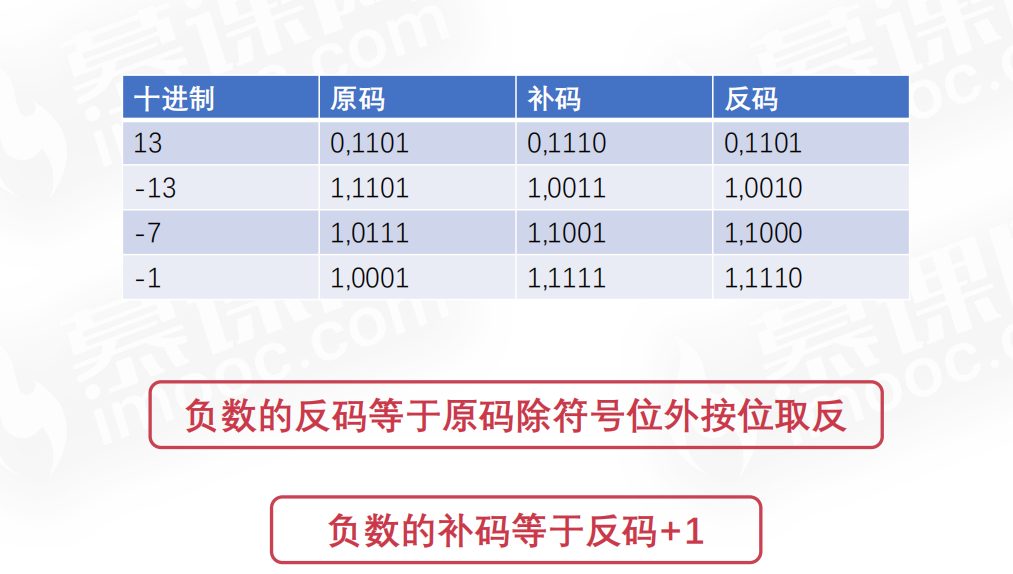 十进制 原码 补码 反码
13 0,1101 0,1110 0,1101
-13 1,1101 1,0011 1,0010
-7 1,0111 1,1001 1,1000
-1 1,0001 1,1111 1,1110
负数的反码等于原码除符号位外按位取反
负数的补码等于反码+1